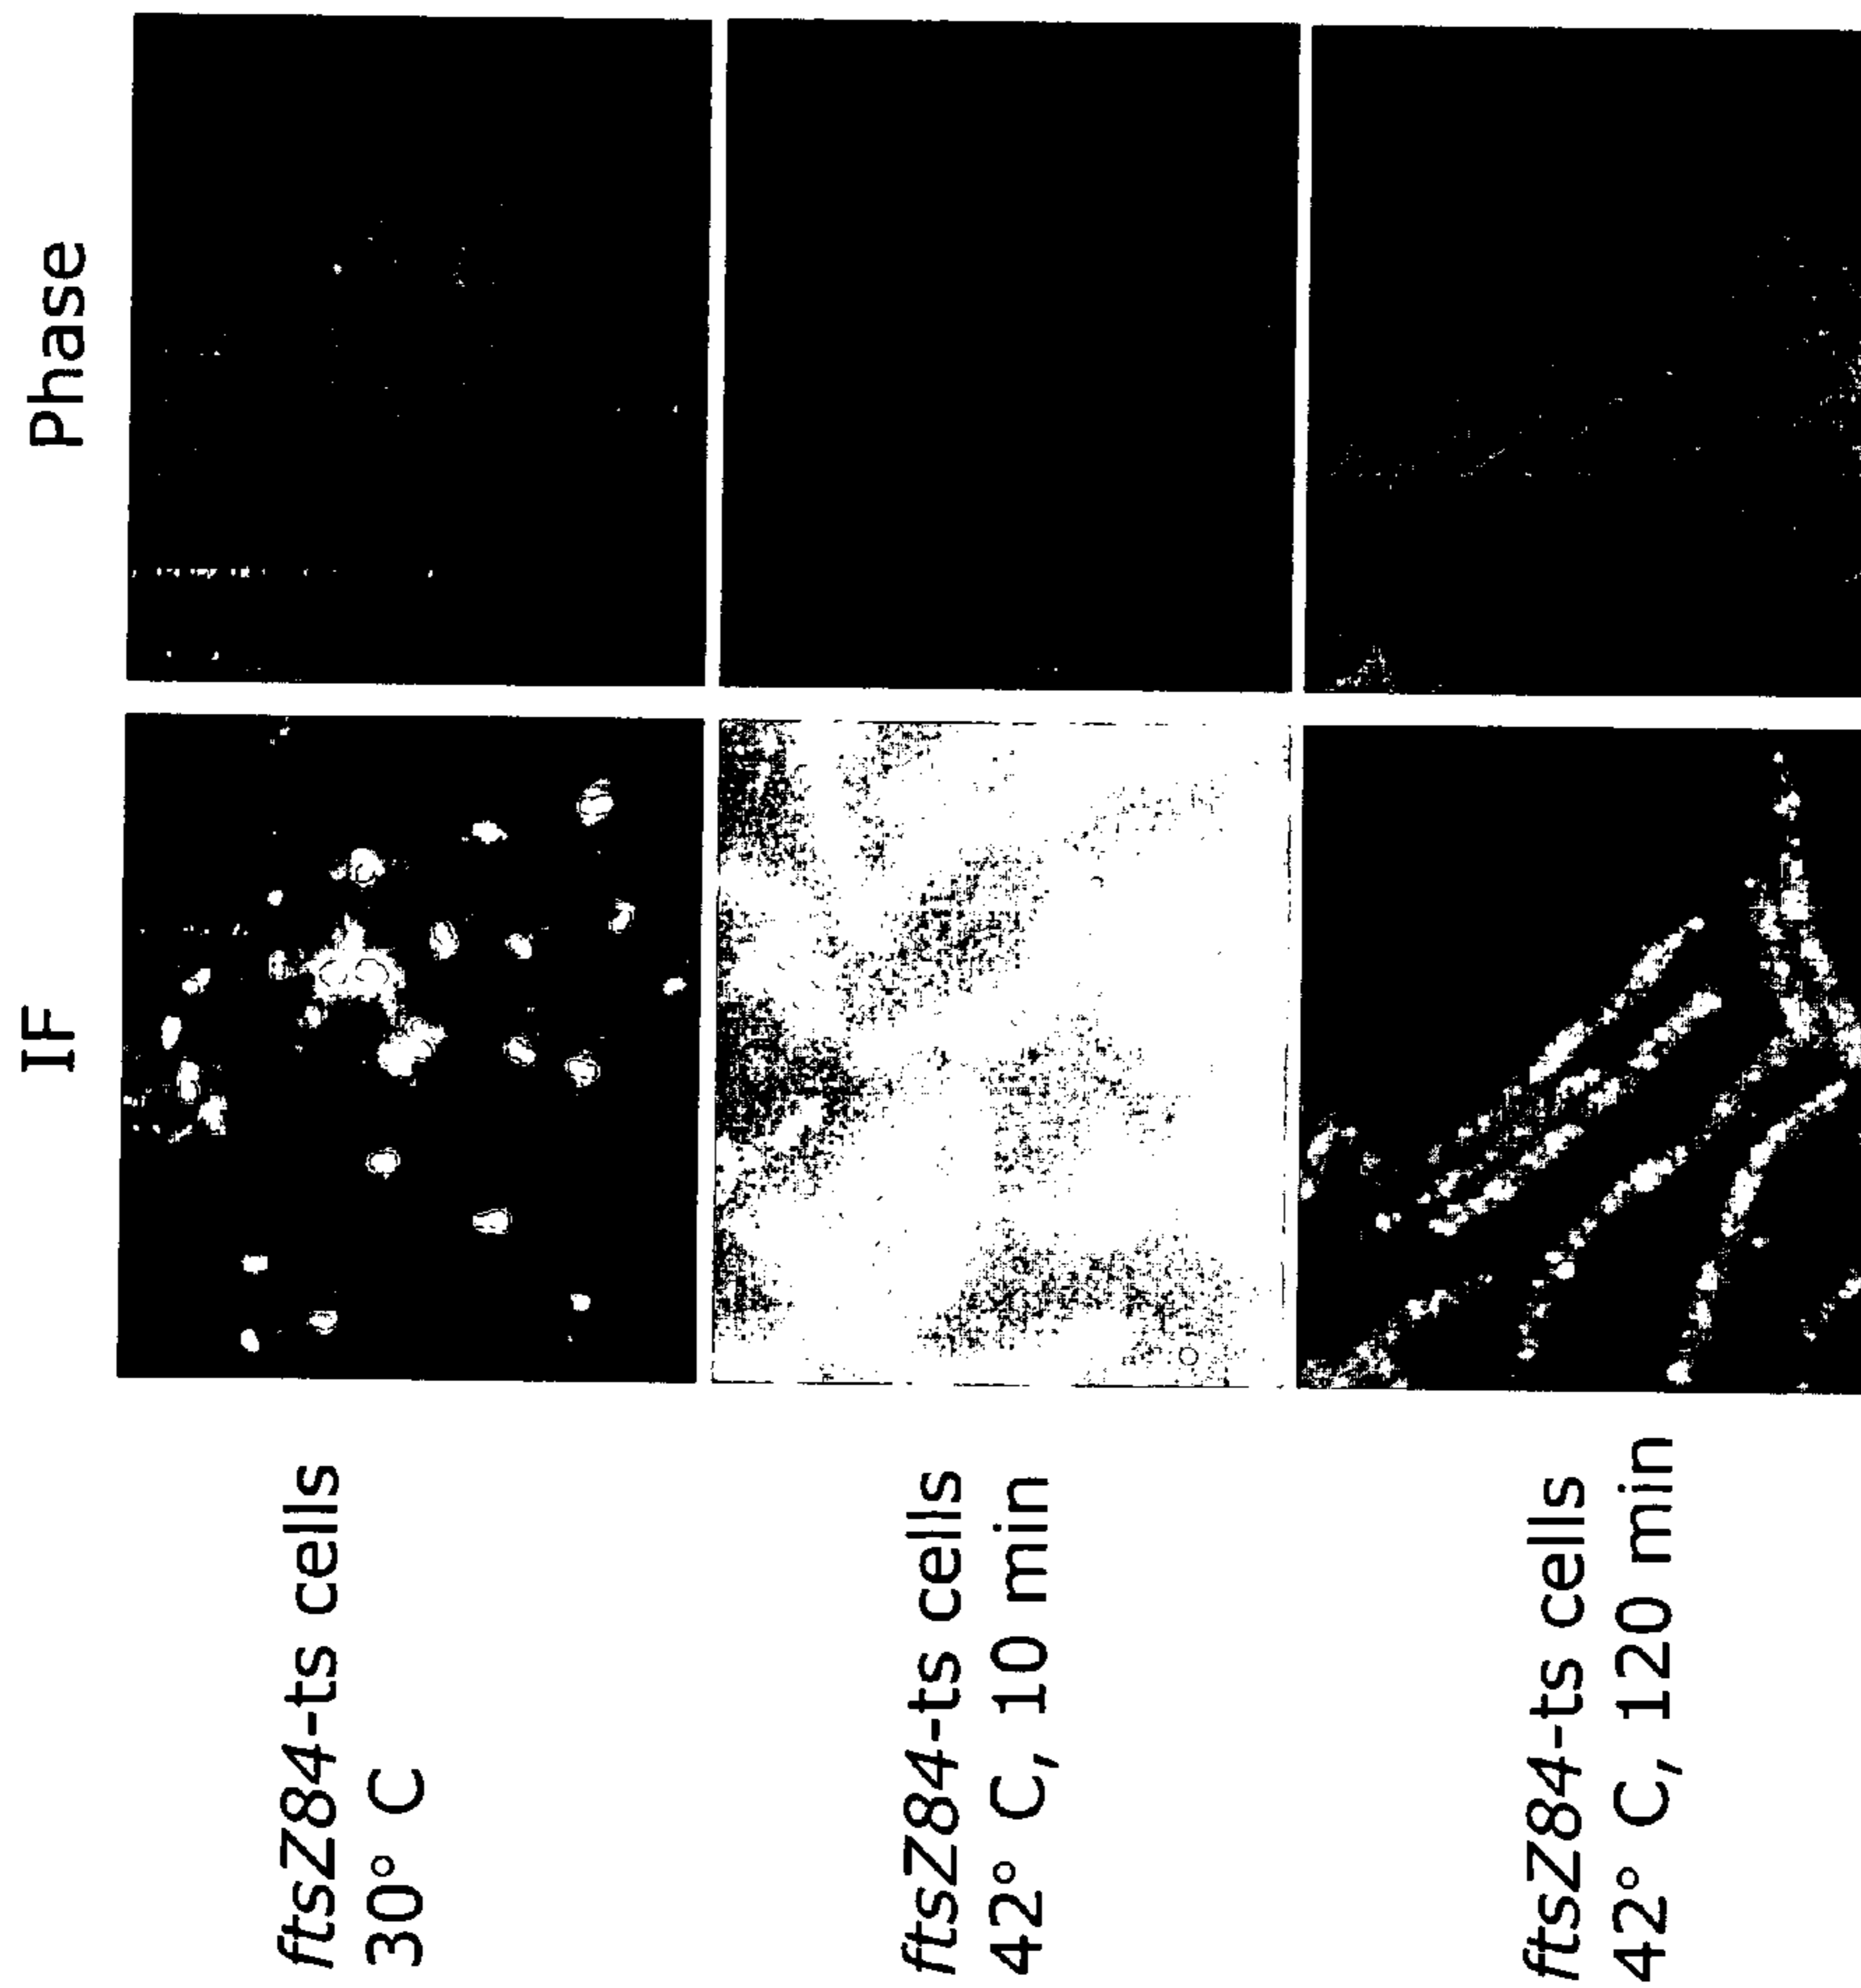 IF
Phase
ftsZ84-ts cells
30° C
ftsZ84-ts cells
42° C, 10 min
ftsZ84-ts cells
42° C, 120 min